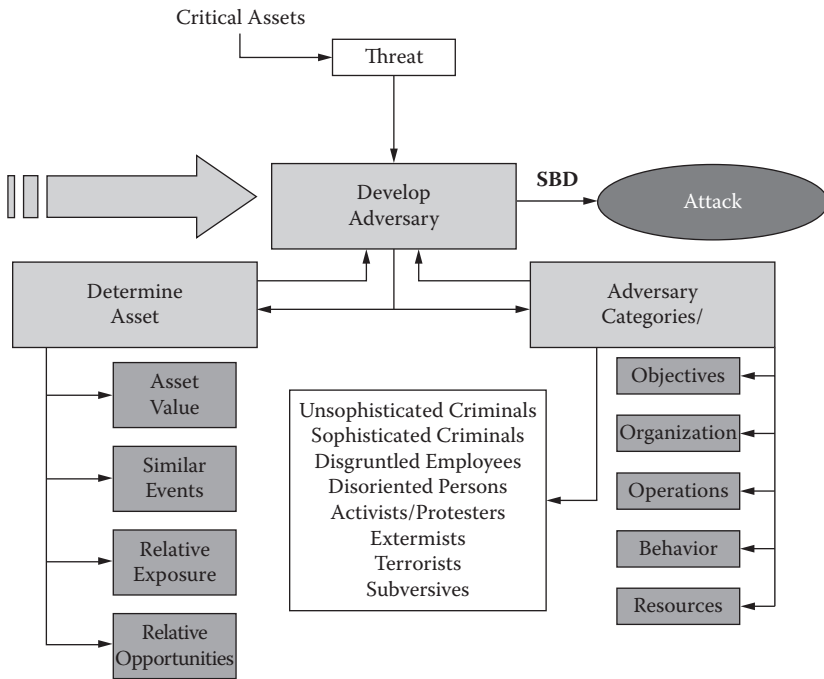 Critical Assets
Threat
Develop
Adversary
SBD
Attack
Determine
Asset
Adversary
Categories/
Asset
Value
Similar
Events
Relative
Exposure
Relative
Opportunities
Unsophisticated Criminals
Sophisticated Criminals
Disgruntled Employees
Disoriented Persons
Activists/Protesters
Extermists
Terrorists
Subversives
Objectives
Organization
Operations
Behavior
Resources